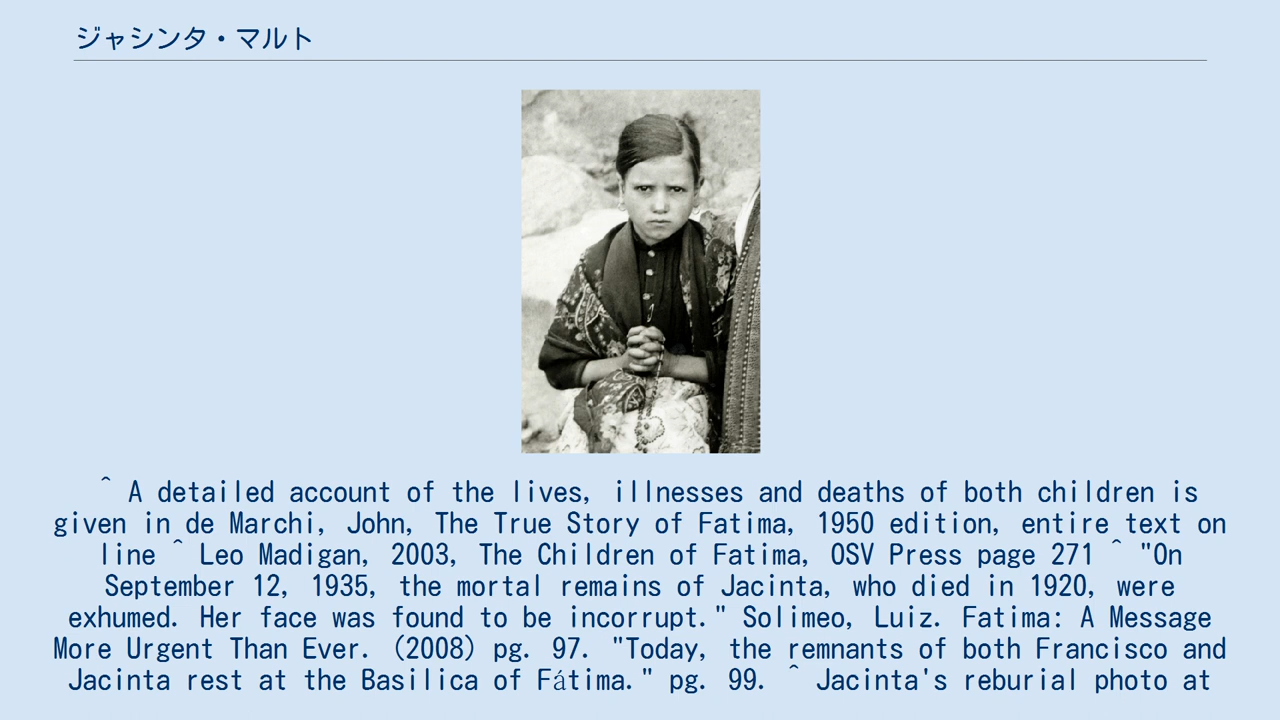 ジャシンタ・マルト
^ A detailed account of the lives, illnesses and deaths of both children is
given in de Marchi, John, The True Story of Fatima, 1950 edition, entire text on
line ^ Leo Madigan, 2003, The Children of Fatima, OSV Press page 271 ^ "On
September 12, 1935, the mortal remains of Jacinta, who died in 1920, were
exhumed. Her face was found to be incorrupt." Solimeo, Luiz. Fatima: A Message
More Urgent Than Ever. (2008) pg. 97. "Today, the remnants of both Francisco and
Jacinta rest at the Basilica of Fátima." pg. 99. ^ Jacinta's reburial photo at